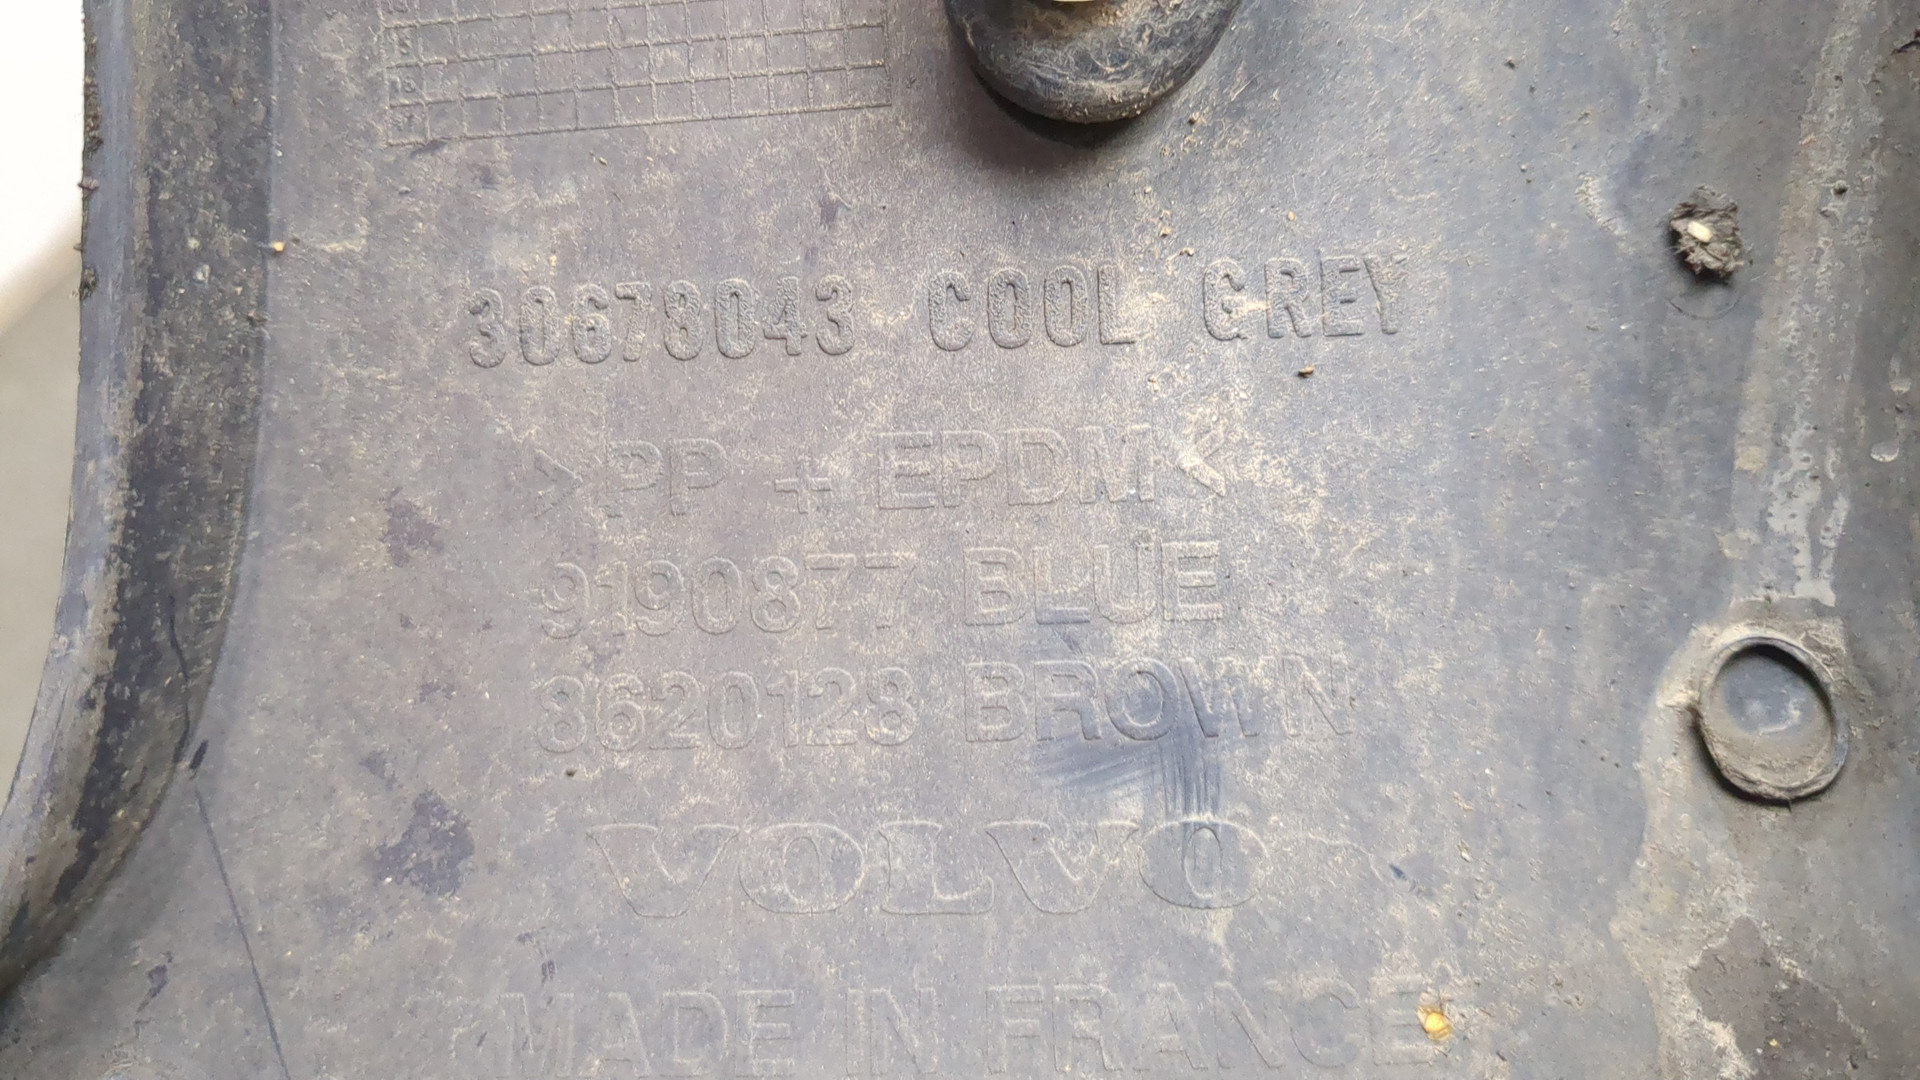 30678043 COOL GREY
>PP + EPDM<
9190877 BLUE
8620128 BROWN
VOLVO
MADE IN FRANCE